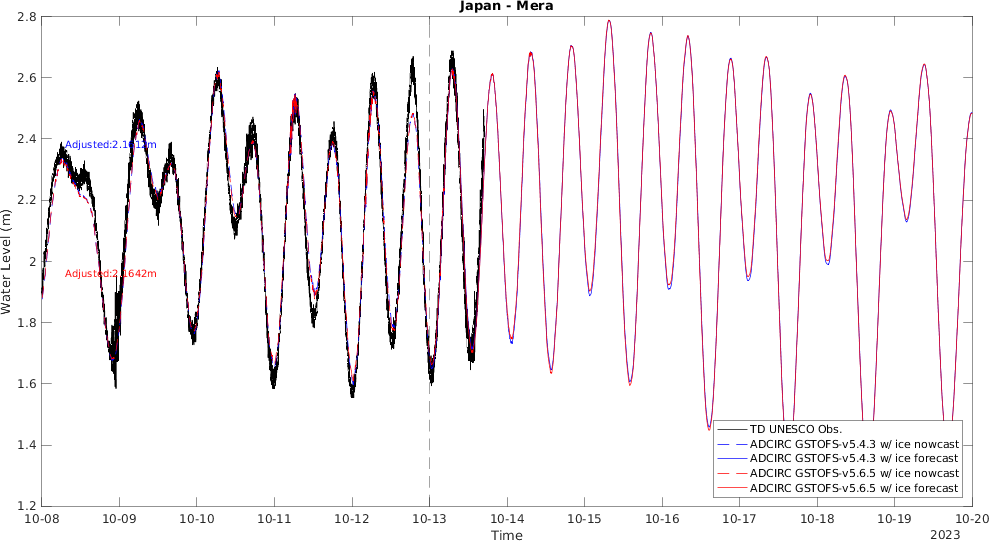 Japan - Mera
2.8
2.6
2.4
2.2
2
1.8
1.6
1.4
1.2
Water Level (m)
Adjusted:2.1612m
Adjusted:2.1642m
TD UNESCO Obs.
ADCIRC GSTOFS-v5.4.3 w/ ice nowcast
ADCIRC GSTOFS-v5.4.3 w/ ice forecast
ADCIRC GSTOFS-v5.6.5 w/ ice nowcast
ADCIRC GSTOFS-v5.6.5 w/ ice forecast
10-08 10-09 10-10 10-11 10-12 10-13 10-14 10-15 10-16 10-17 10-18 10-19 10-20
Time
2023